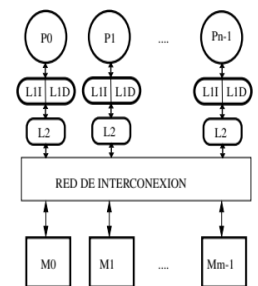 P0 P1 .... Pn-1
L1I L1D L1I L1D L1I L1D
L2 L2 L2
RED DE INTERCONEXION
M0 M1 .... Mm-1